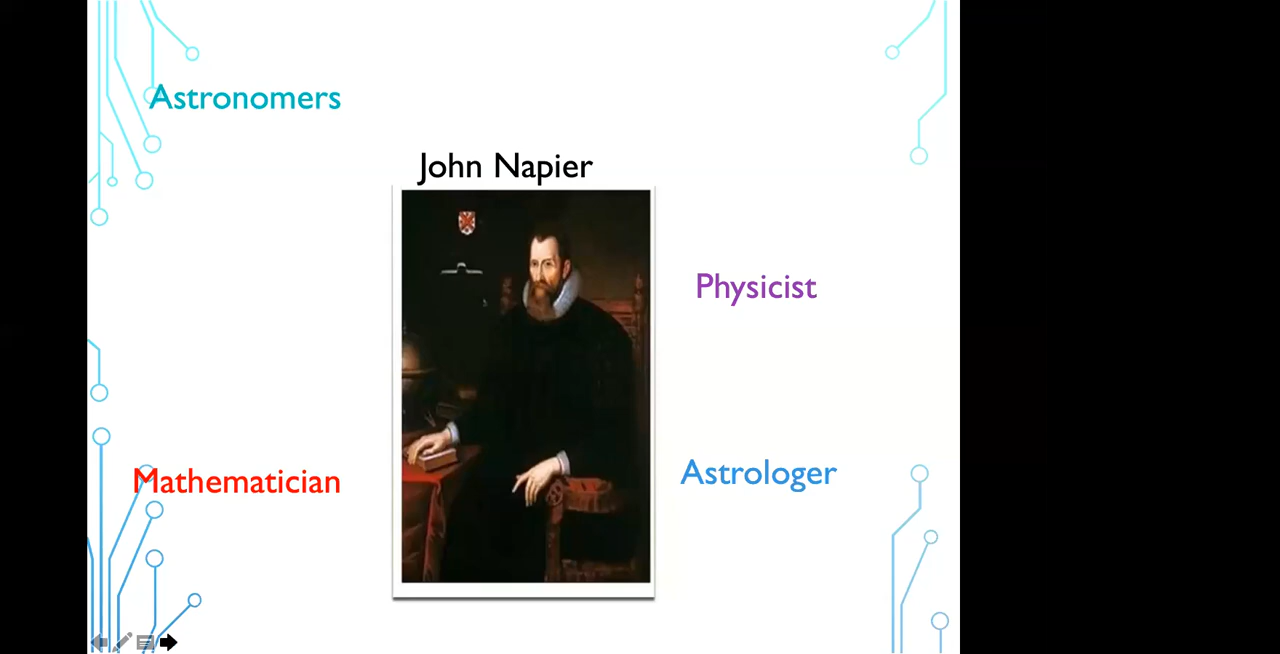 Astronomers
John Napier
Physicist
Mathematician
Astrologer